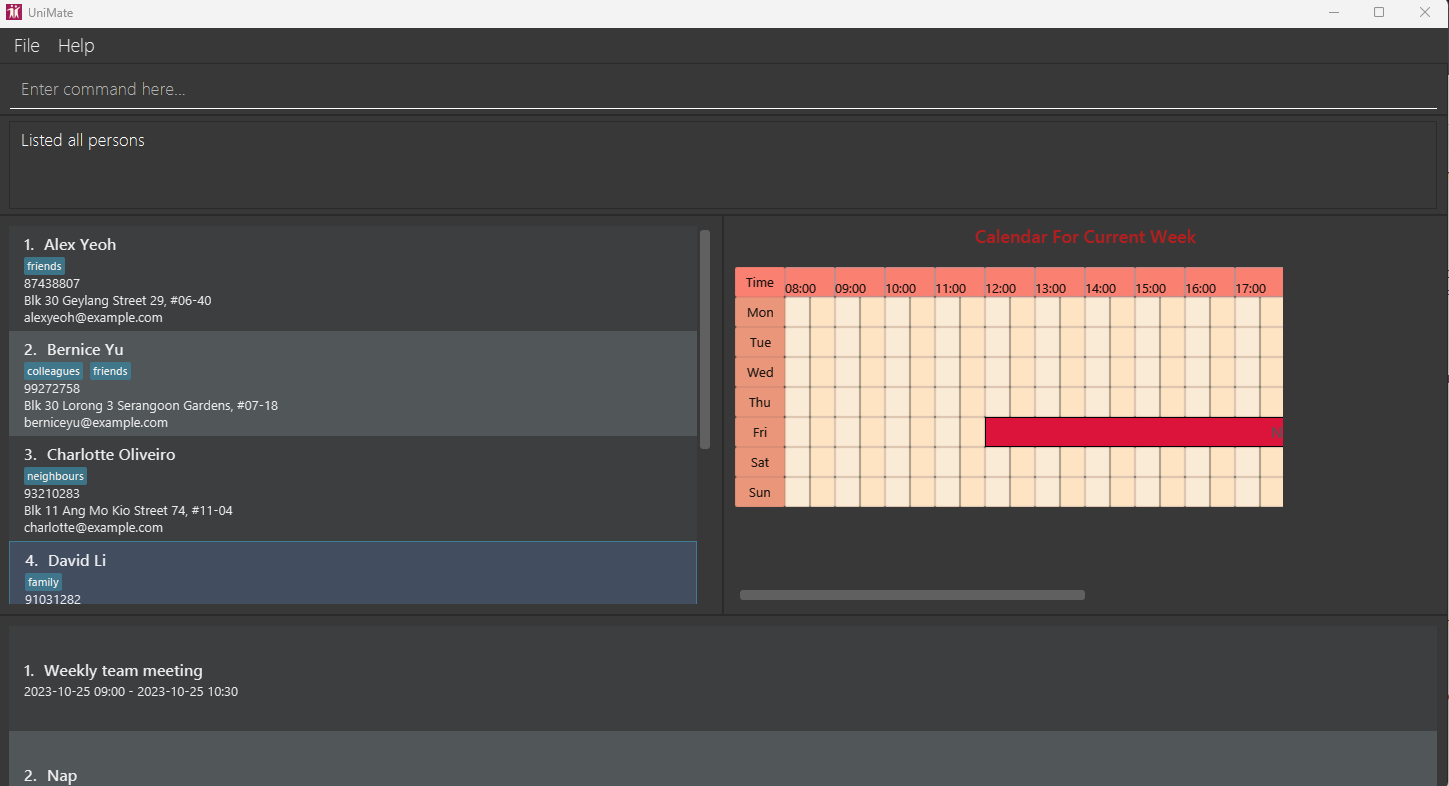 UniMate
File Help
Enter command here...
Listed all persons
1. Alex Yeoh
friends
87438807
Blk 30 Geylang Street 29, #06-40
alexyeoh@example.com
2. Bernice Yu
colleagues friends
99272758
Blk 30 Lorong 3 Serangoon Gardens, #07-18
berniceyu@example.com
3. Charlotte Oliveiro
neighbours
93210283
Blk 11 Ang Mo Kio Street 74, #11-04
charlotte@example.com
4. David Li
family
91031282
Calendar For Current Week
Time 08:00 09:00 10:00 11:00 12:00 13:00 14:00 15:00 16:00 17:00
Mon
Tue
Wed
Thu
Fri
Sat
Sun
1. Weekly team meeting
2023-10-25 09:00 - 2023-10-25 10:30
2. Nap